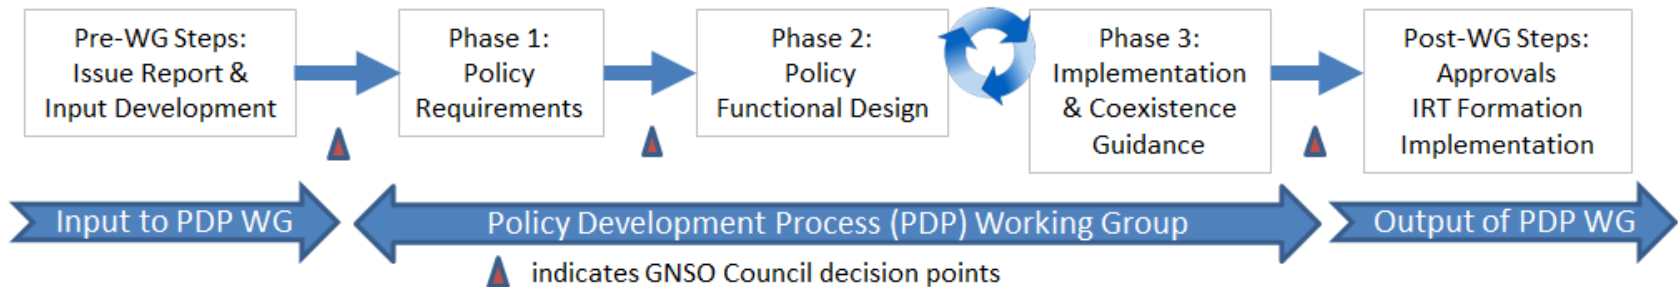 Pre-WG Steps:
Issue Report &
Input Development
Phase 1:
Policy
Requirements
Phase 2:
Policy
Functional Design
Phase 3:
Implementation
& Coexistence
Guidance
Post-WG Steps:
Approvals
IRT Formation
Implementation
Input to PDP WG
Policy Development Process (PDP) Working Group
Output of PDP WG
indicates GNSO Council decision points